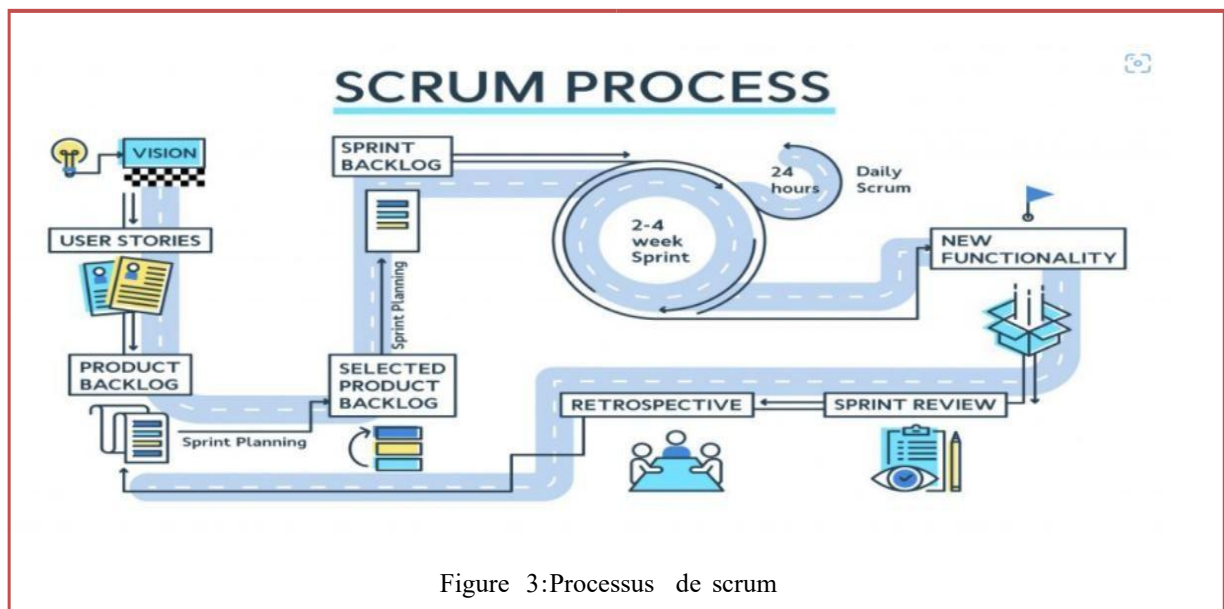 SCRUM PROCESS
VISION
USER STORIES
PRODUCT
BACKLOG
Sprint Planning
SELECTED
PRODUCT
BACKLOG
Sprint Planning
SPRINT
BACKLOG
2-4
week
Sprint
24
hours
Daily
Scrum
NEW
FUNCTIONALITY
SPRINT REVIEW
RETROSPECTIVE
Figure 3:Processus de scrum